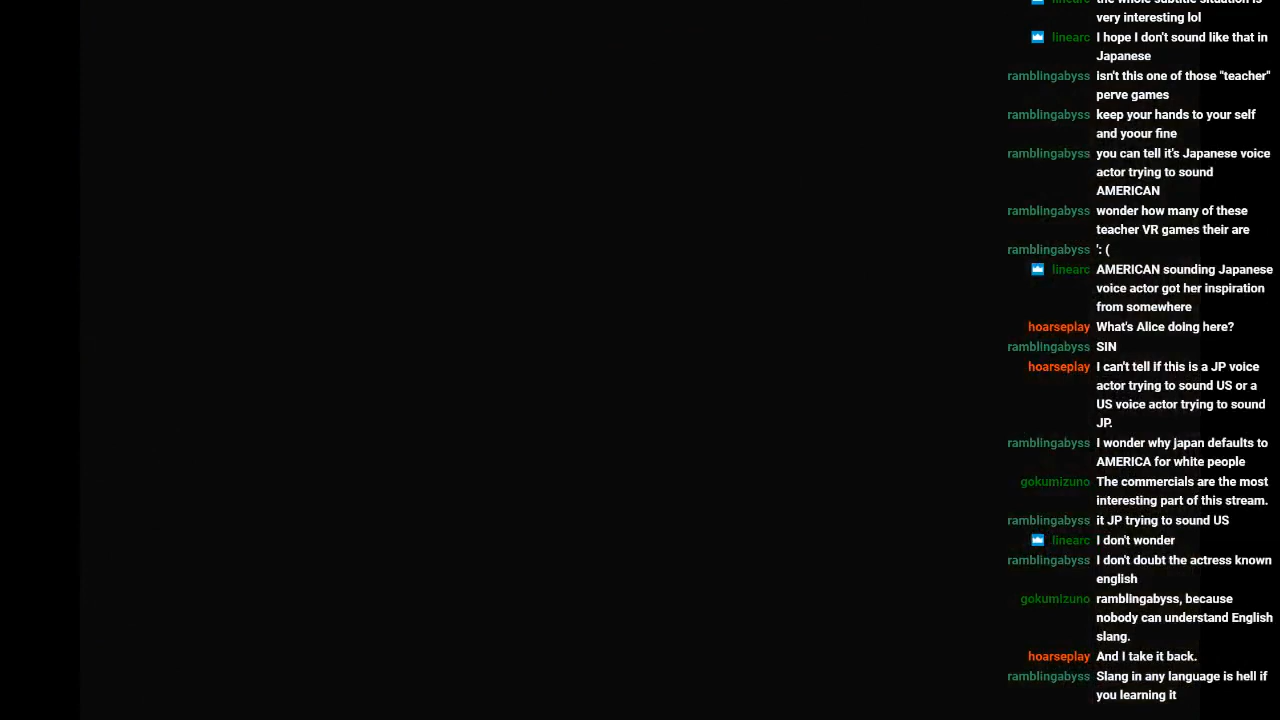 linearc the whole subtitle situation is
very interesting lol
linearc I hope I don't sound like that in
Japanese
ramblingabyss isn't this one of those "teacher"
perve games
ramblingabyss keep your hands to your self
and yoour fine
ramblingabyss you can tell it's Japanese voice
actor trying to sound
AMERICAN
ramblingabyss wonder how many of these
teacher VR games their are
ramblingabyss ': (
linearc AMERICAN sounding Japanese
voice actor got her inspiration
from somewhere
hoarseplay What's Alice doing here?
ramblingabyss SIN
hoarseplay I can't tell if this is a JP voice
actor trying to sound US or a
US voice actor trying to sound
JP.
ramblingabyss I wonder why japan defaults to
AMERICA for white people
gokumizuno The commercials are the most
interesting part of this stream.
ramblingabyss it JP trying to sound US
linearc I don't wonder
ramblingabyss I don't doubt the actress known
english
gokumizuno ramblingabyss, because
nobody can understand English
slang.
hoarseplay And I take it back.
ramblingabyss Slang in any language is hell if
you learning it